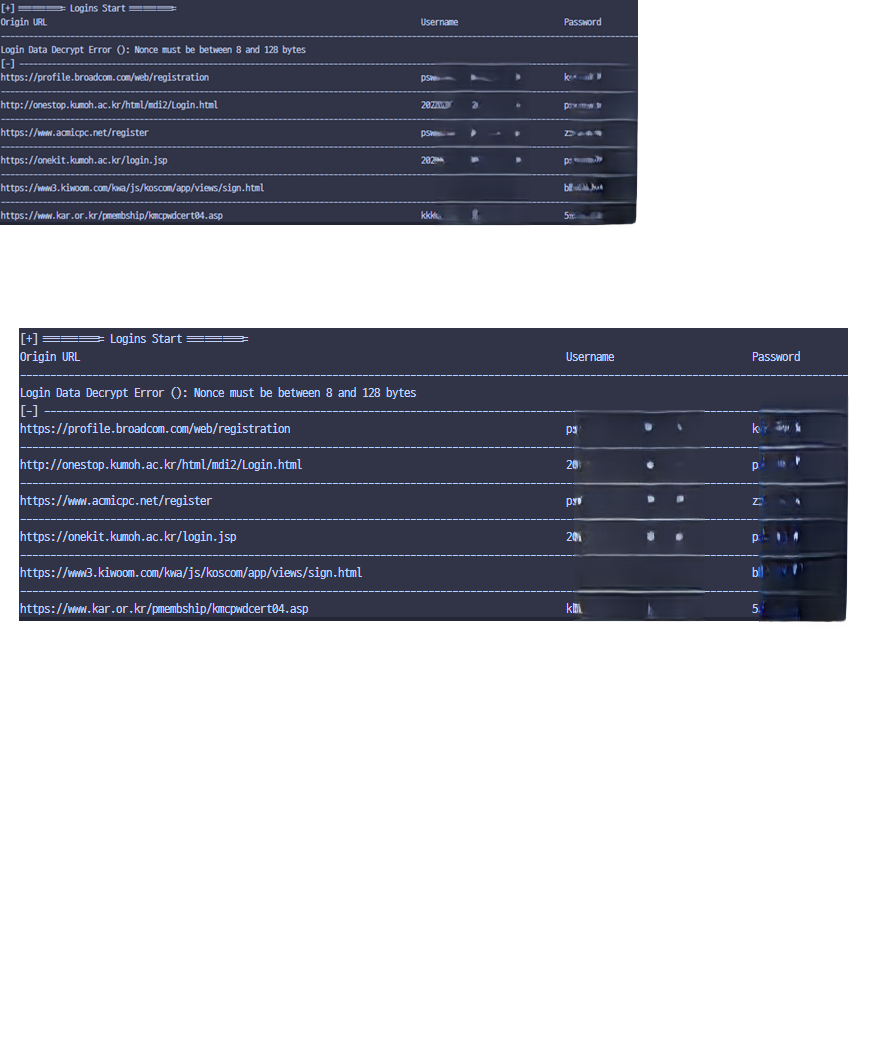 [+] ========== Logins Start ==========
Origin URL Username Password
Login Data Decrypt Error (): Nonce must be between 8 and 128 bytes
[-]
https://profile.broadcom.com/web/registration
http://onestop.kumoh.ac.kr/html/mdi2/Login.html
https://www.acmicpc.net/register
https://onekit.kumoh.ac.kr/login.jsp
https://www3.kiwoom.com/kwa/js/koscom/app/views/sign.html
https://www.kar.or.kr/pmembship/kmcpwdcert04.asp
[+] ========== Logins Start ==========
Origin URL Username Password
Login Data Decrypt Error (): Nonce must be between 8 and 128 bytes
[-]
https://profile.broadcom.com/web/registration
http://onestop.kumoh.ac.kr/html/mdi2/Login.html
https://www.acmicpc.net/register
https://onekit.kumoh.ac.kr/login.jsp
https://www3.kiwoom.com/kwa/js/koscom/app/views/sign.html
https://www.kar.or.kr/pmembship/kmcpwdcert04.asp